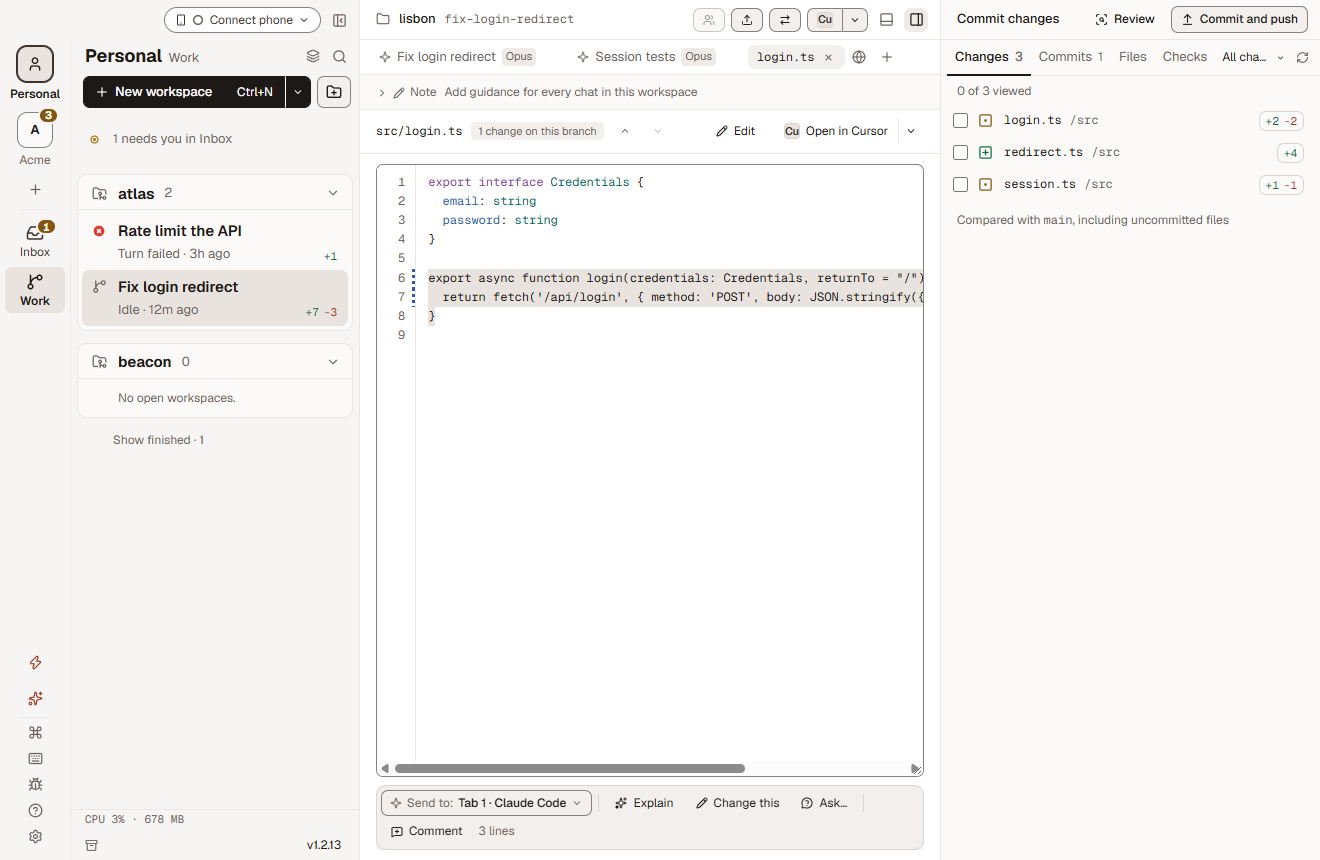 Connect phone
Personal
Acme
3
A
Inbox
1
Work
Personal Work
New workspace Ctrl+N
1 needs you in Inbox
atlas 2
Rate limit the API
Turn failed · 3h ago +1
Fix login redirect
Idle · 12m ago +7 -3
beacon 0
No open workspaces.
Show finished · 1
CPU 3% · 678 MB
v1.2.13
lisbon fix-login-redirect
Cu
Fix login redirect Opus
Session tests Opus
login.ts
Note Add guidance for every chat in this workspace
src/login.ts 1 change on this branch
Edit
Cu Open in Cursor
1 export interface Credentials {
2 email: string
3 password: string
4 }
5
6 export async function login(credentials: Credentials, returnTo = "/")
7 return fetch('/api/login', { method: 'POST', body: JSON.stringify({
8 }
9
Send to: Tab 1 · Claude Code
Explain
Change this
Ask…
Comment 3 lines
Commit changes
Review
Commit and push
Changes 3 Commits 1 Files Checks All cha…
0 of 3 viewed
login.ts /src +2 -2
redirect.ts /src +4
session.ts /src +1 -1
Compared with main, including uncommitted files